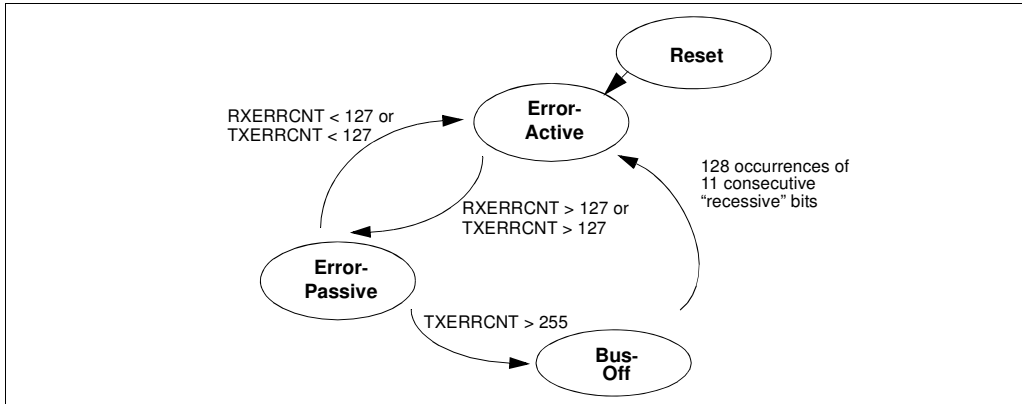 Reset
Error-
Active
RXERRCNT < 127 or
TXERRCNT < 127
128 occurrences of
11 consecutive
“recessive” bits
RXERRCNT > 127 or
TXERRCNT > 127
Error-
Passive
TXERRCNT > 255
Bus-
Off